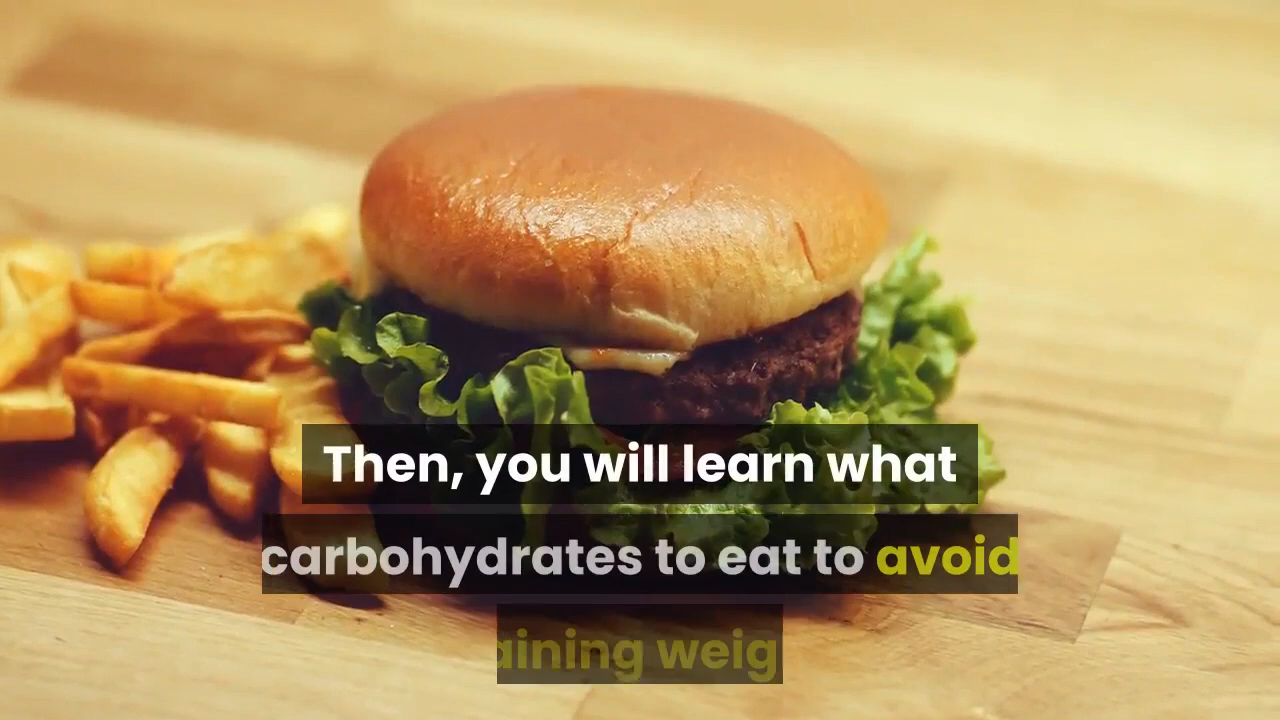 Then, you will learn what
carbohydrates to eat to avoid
aining weig